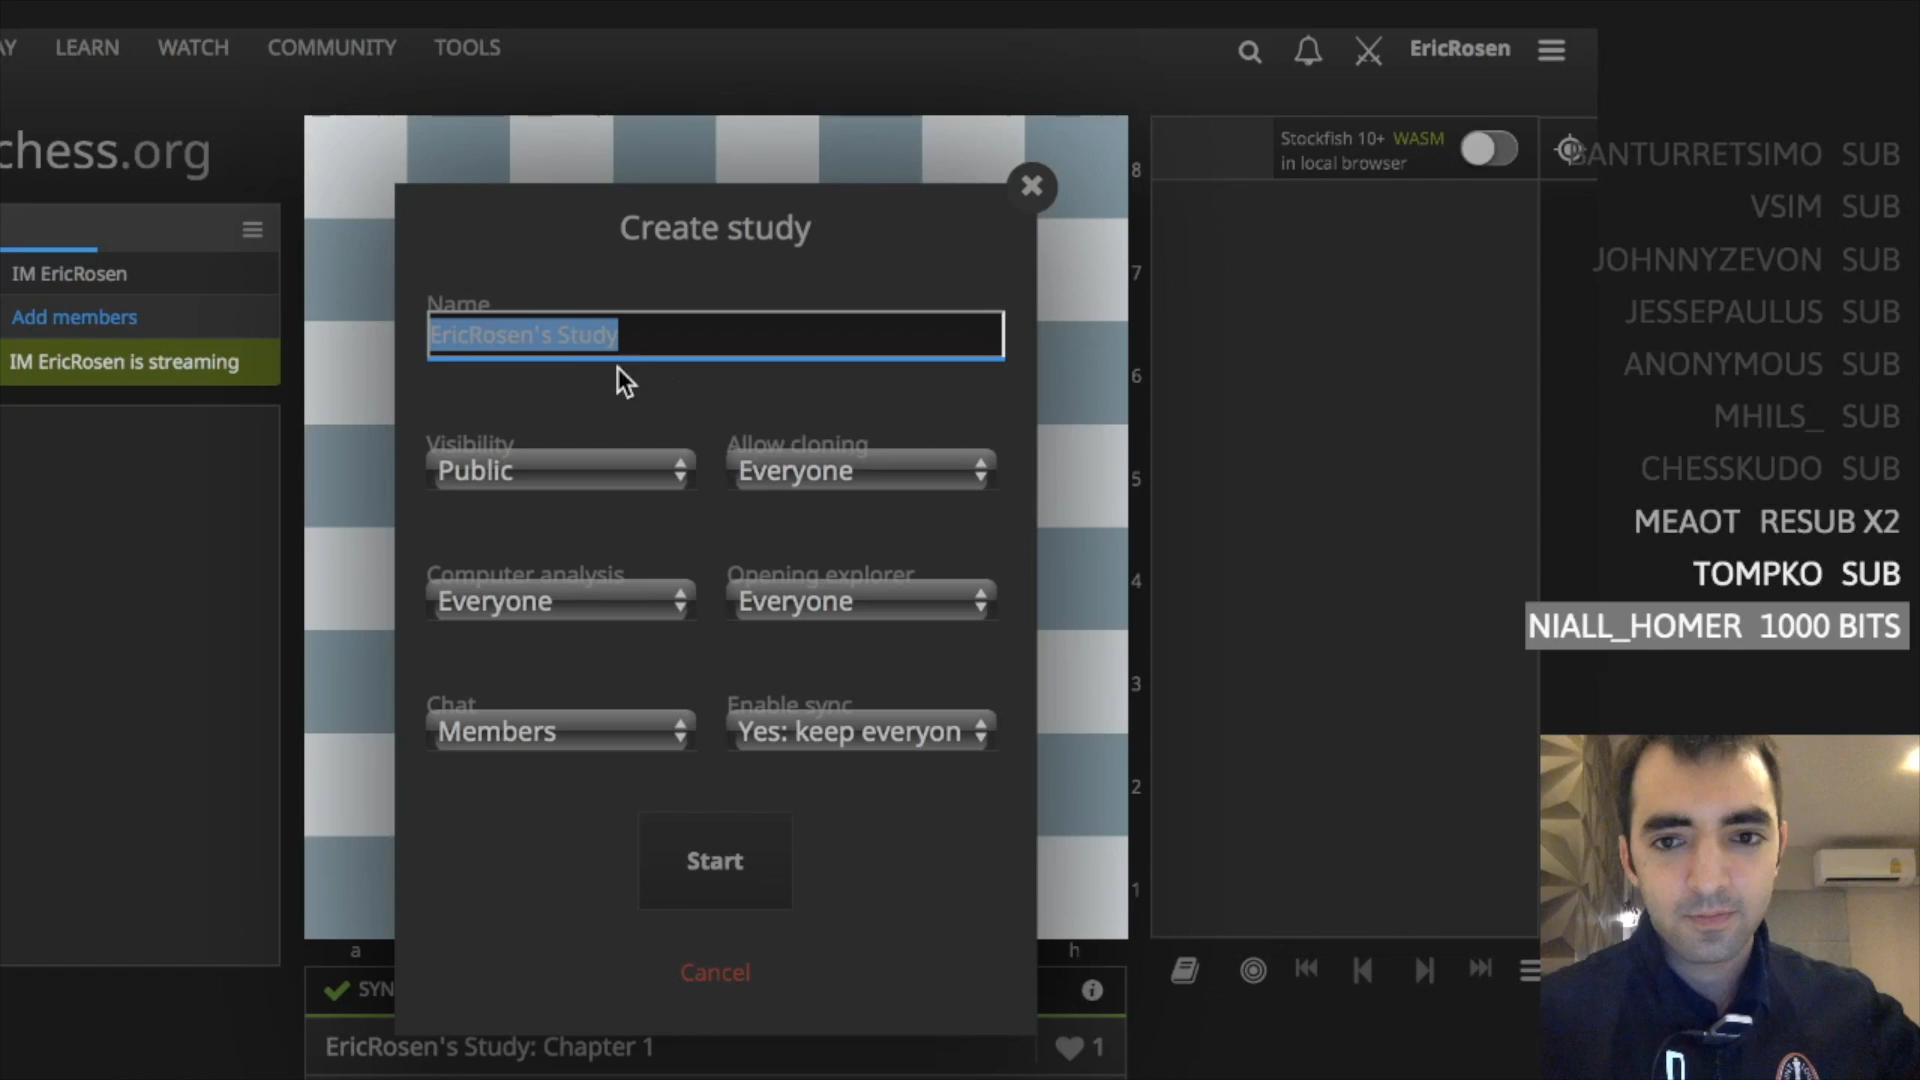 AY LEARN WATCH COMMUNITY TOOLS
EricRosen
chess.org
IM EricRosen
Add members
IM EricRosen is streaming
Create study
Name
EricRosen's Study
Visibility
Public
Allow cloning
Everyone
Computer analysis
Everyone
Opening explorer
Everyone
Chat
Members
Enable sync
Yes: keep everyon
Start
Cancel
8
7
6
5
4
3
2
1
a
h
SYN
EricRosen's Study: Chapter 1
1
Stockfish 10+ WASM
in local browser
ANTURRETSIMO SUB
VSIM SUB
JOHNNYZEVON SUB
JESSEPAULUS SUB
ANONYMOUS SUB
MHILS_ SUB
CHESSKUDO SUB
MEAOT RESUB X2
TOMPKO SUB
NIALL_HOMER 1000 BITS